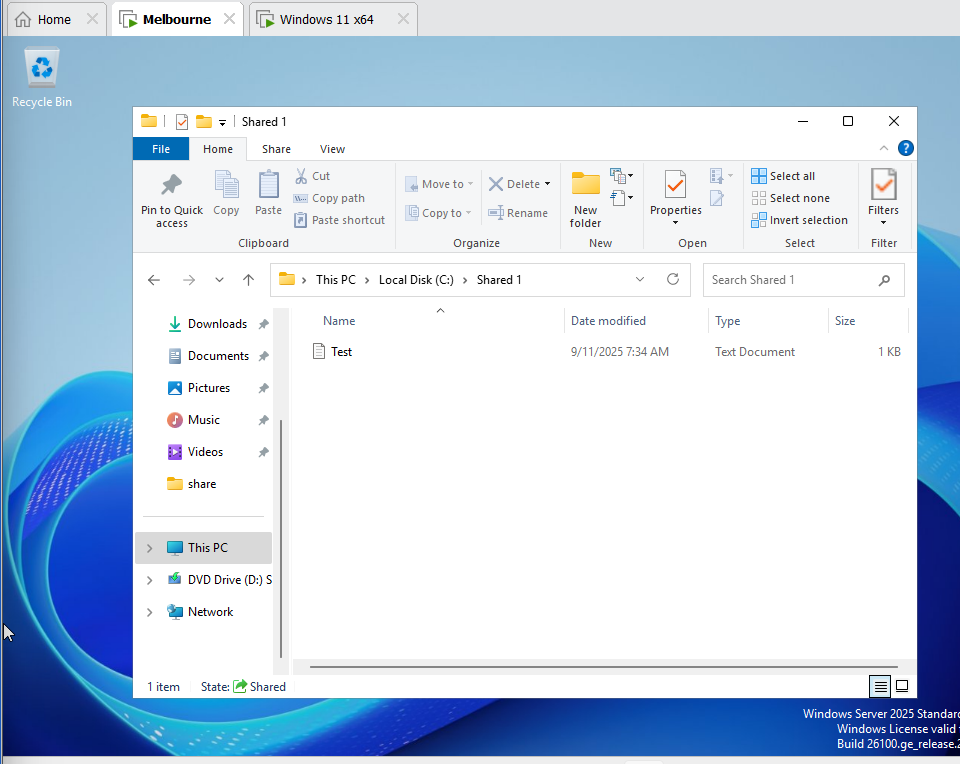 Home
Melbourne
Windows 11 x64
Recycle Bin
Shared 1
File
Home
Share
View
Pin to Quick access
Copy
Paste
Cut
Copy path
Paste shortcut
Clipboard
Move to
Copy to
Delete
Rename
Organize
New folder
New
Properties
Open
Select all
Select none
Invert selection
Select
Filters
Filter
This PC > Local Disk (C:) > Shared 1
Search Shared 1
Downloads
Documents
Pictures
Music
Videos
share
This PC
DVD Drive (D:) S
Network
Name Date modified Type Size
Test 9/11/2025 7:34 AM Text Document 1 KB
1 item State: Shared
Windows Server 2025 Standard
Windows License valid
Build 26100.ge_release.2